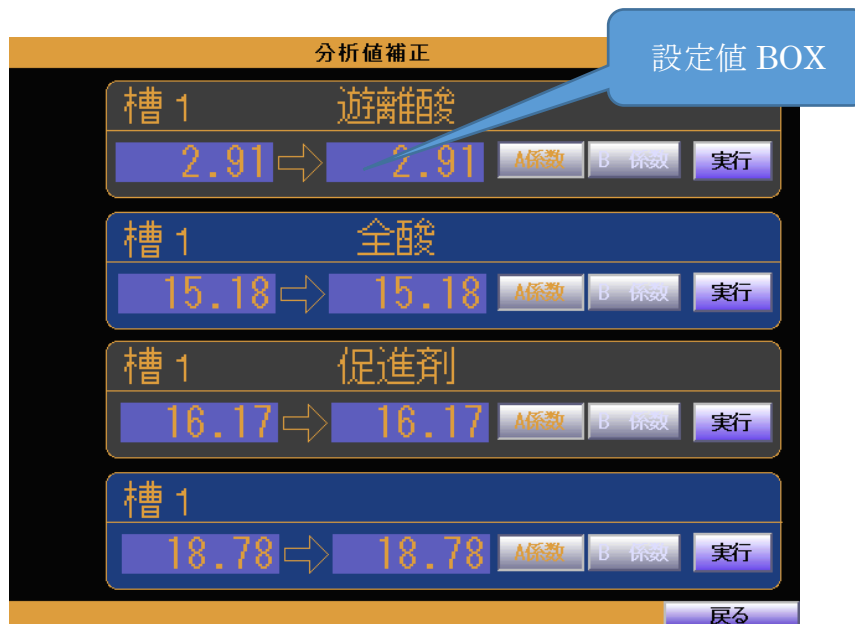 分析値補正
設定値 BOX
槽 1 遊離酸
2.91 ⇨ 2.91 A係数 B 係数 実行
槽 1 全酸
15.18 ⇨ 15.18 A係数 B 係数 実行
槽 1 促進剤
16.17 ⇨ 16.17 A係数 B 係数 実行
槽 1
18.78 ⇨ 18.78 A係数 B 係数 実行
戻る